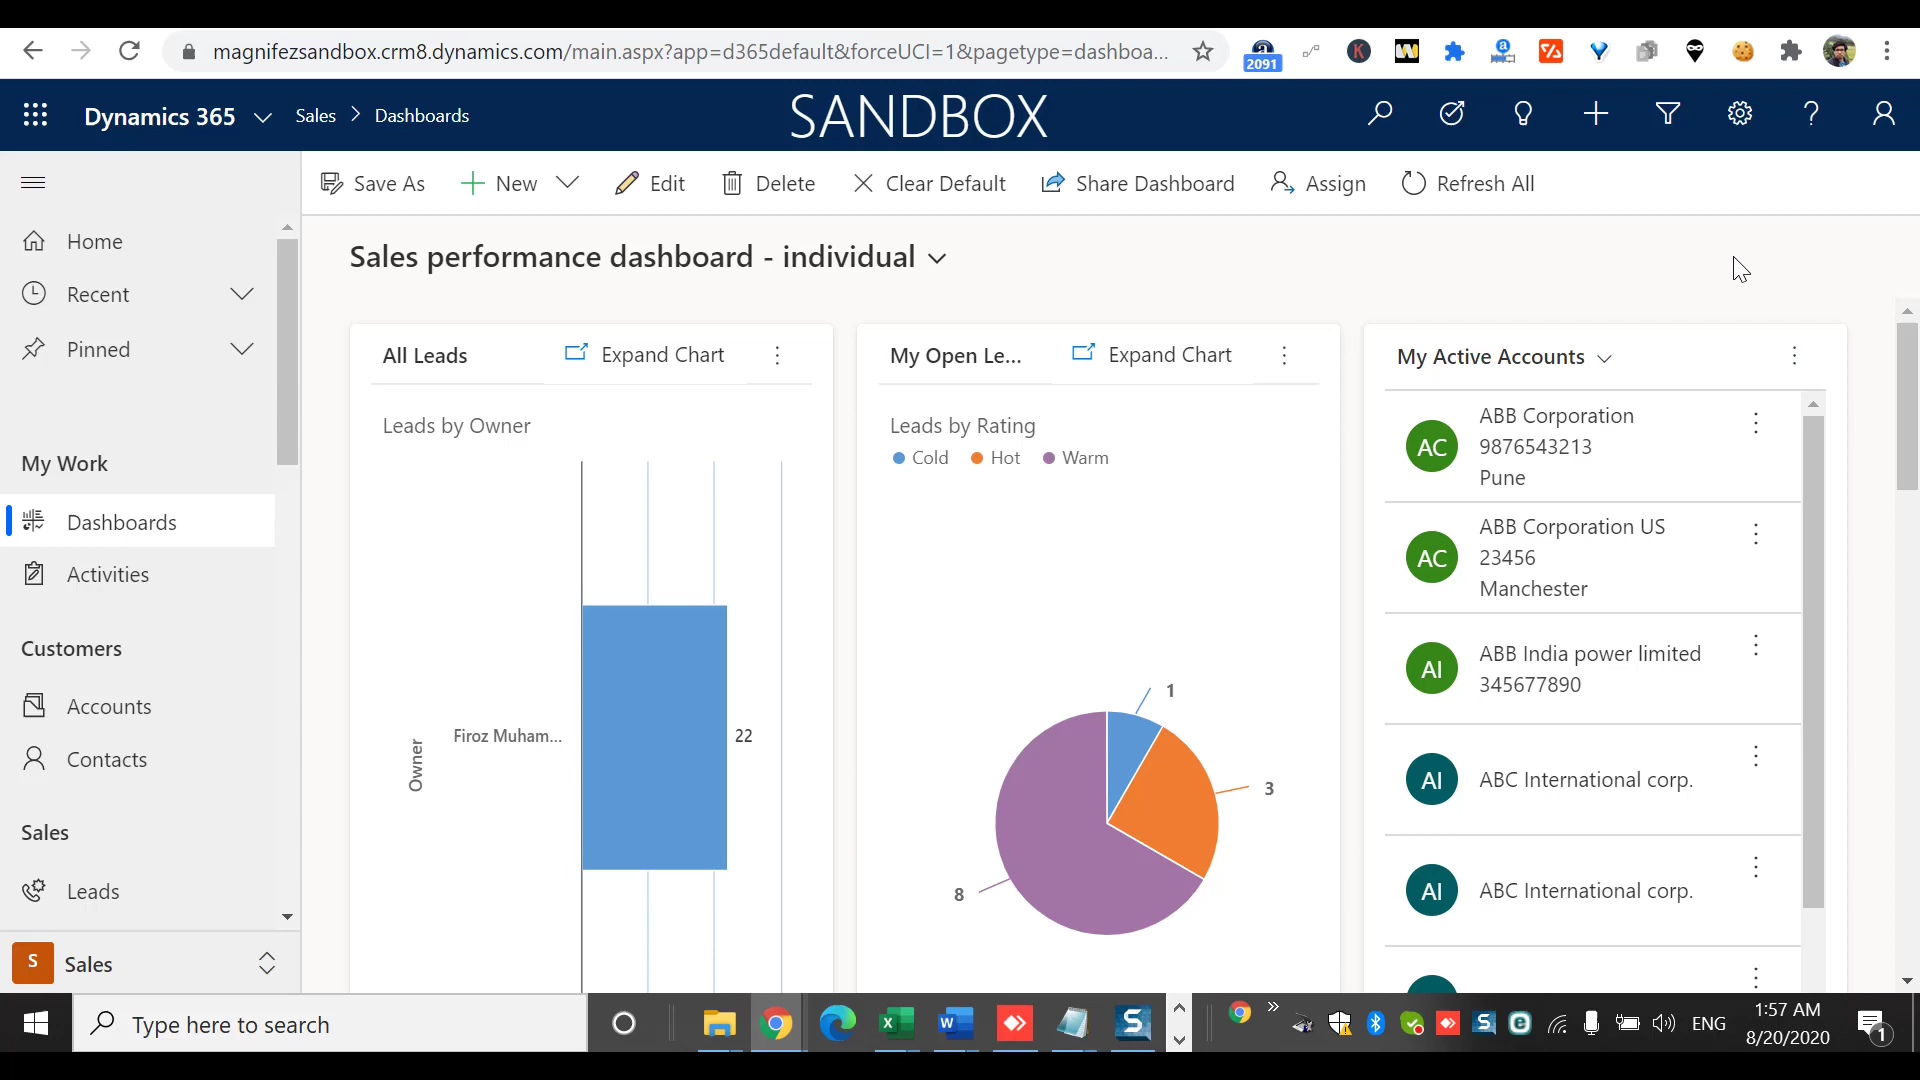 magnifezsandbox.crm8.dynamics.com/main.aspx?app=d365default&forceUCI=1&pagetype=dashboa...
2091
Dynamics 365
Sales > Dashboards
SANDBOX
Save As
New
Edit
Delete
Clear Default
Share Dashboard
Assign
Refresh All
Home
Recent
Pinned
My Work
Dashboards
Activities
Customers
Accounts
Contacts
Sales
Leads
S
Sales
Sales performance dashboard - individual
All Leads
Expand Chart
Leads by Owner
Owner
Firoz Muham...
22
My Open Le...
Expand Chart
Leads by Rating
Cold
Hot
Warm
1
3
8
My Active Accounts
AC
ABB Corporation
9876543213
Pune
AC
ABB Corporation US
23456
Manchester
AI
ABB India power limited
345677890
AI
ABC International corp.
AI
ABC International corp.
Type here to search
ENG
1:57 AM
8/20/2020
1